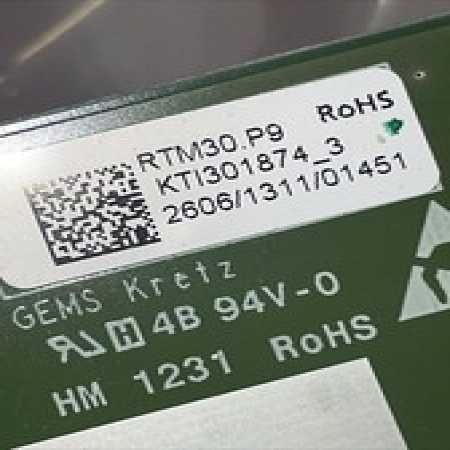 RoHS
RTM30.P9
KTI301874_3
2606/1311/01451
GEMS Kretz
4B 94V-0
HM 1231 RoHS